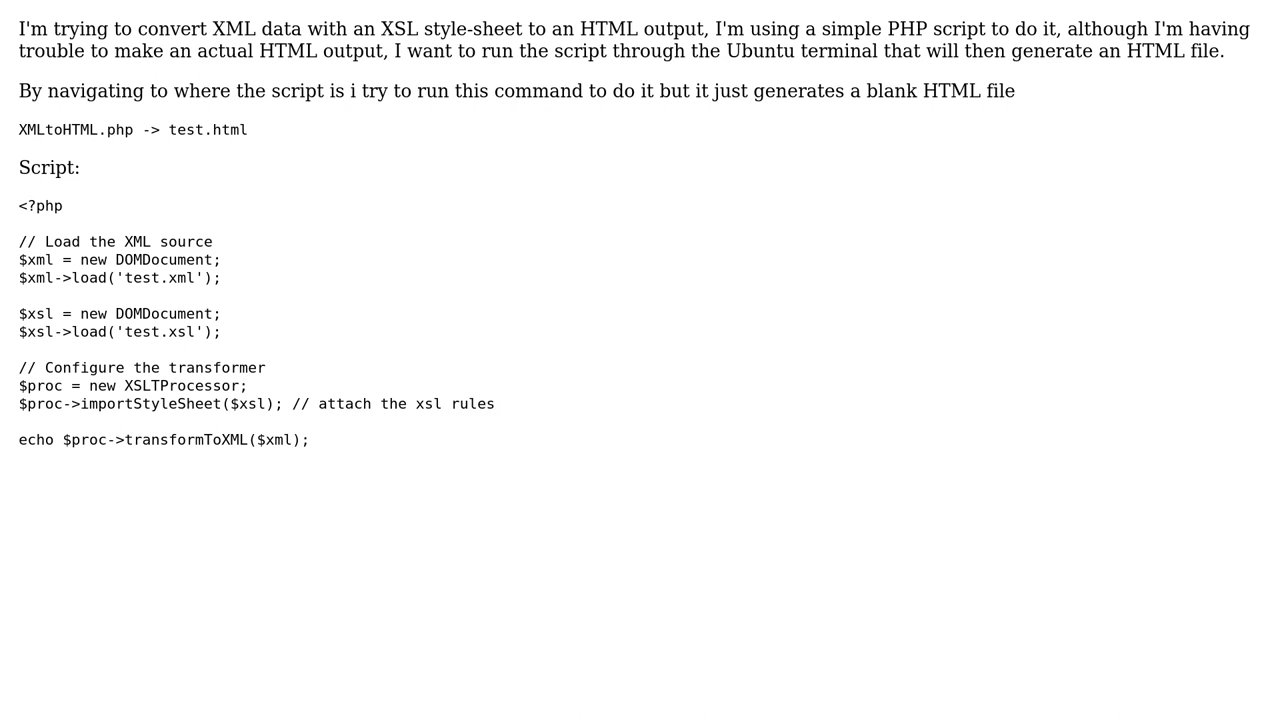 I'm trying to convert XML data with an XSL style-sheet to an HTML output, I'm using a simple PHP script to do it, although I'm having
trouble to make an actual HTML output, I want to run the script through the Ubuntu terminal that will then generate an HTML file.
By navigating to where the script is i try to run this command to do it but it just generates a blank HTML file
XMLtoHTML.php -> test.html
Script:
<?php
// Load the XML source
$xml = new DOMDocument;
$xml->load('test.xml');
$xsl = new DOMDocument;
$xsl->load('test.xsl');
// Configure the transformer
$proc = new XSLTProcessor;
$proc->importStyleSheet($xsl); // attach the xsl rules
echo $proc->transformToXML($xml);